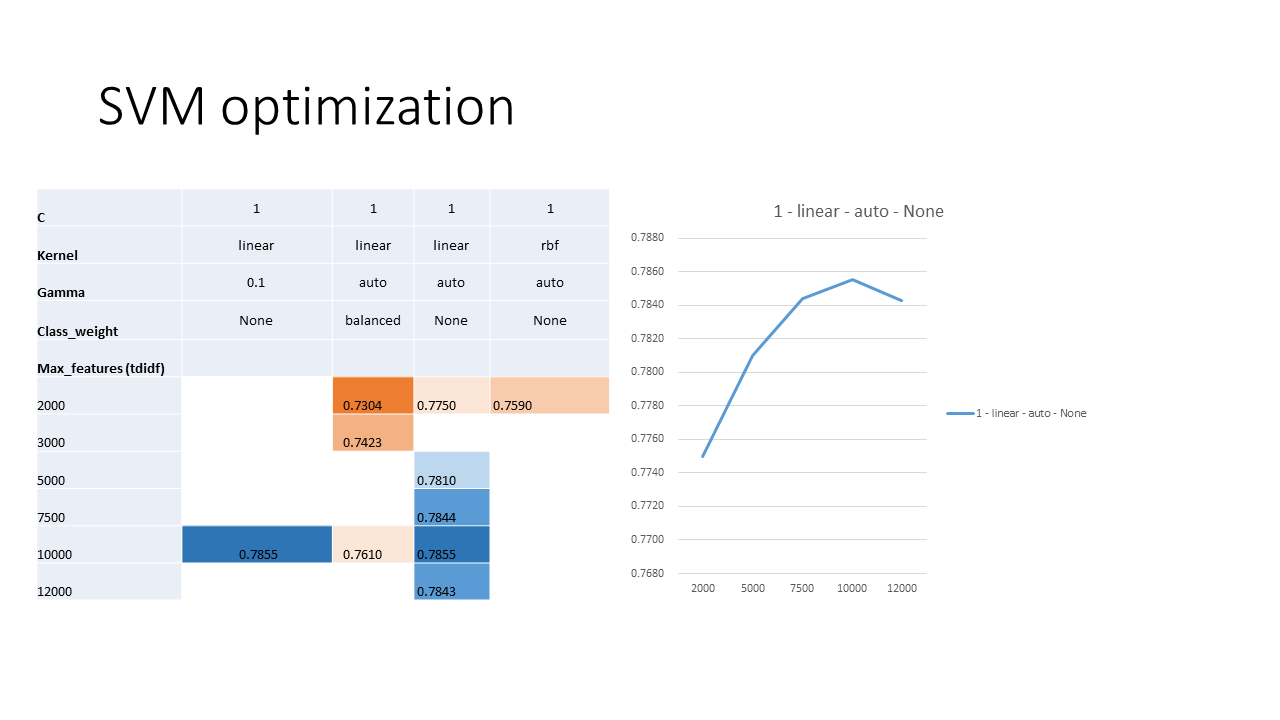 SVM optimization
C 1 1 1 1
Kernel linear linear linear rbf
Gamma 0.1 auto auto auto
Class_weight None balanced None None
Max_features (tdidf)
2000 0.7304 0.7750 0.7590
3000 0.7423
5000 0.7810
7500 0.7844
10000 0.7855 0.7610 0.7855
12000 0.7843
1 - linear - auto - None
0.7880
0.7860
0.7840
0.7820
0.7800
0.7780
0.7760
0.7740
0.7720
0.7700
0.7680
2000 5000 7500 10000 12000
1 - linear - auto - None